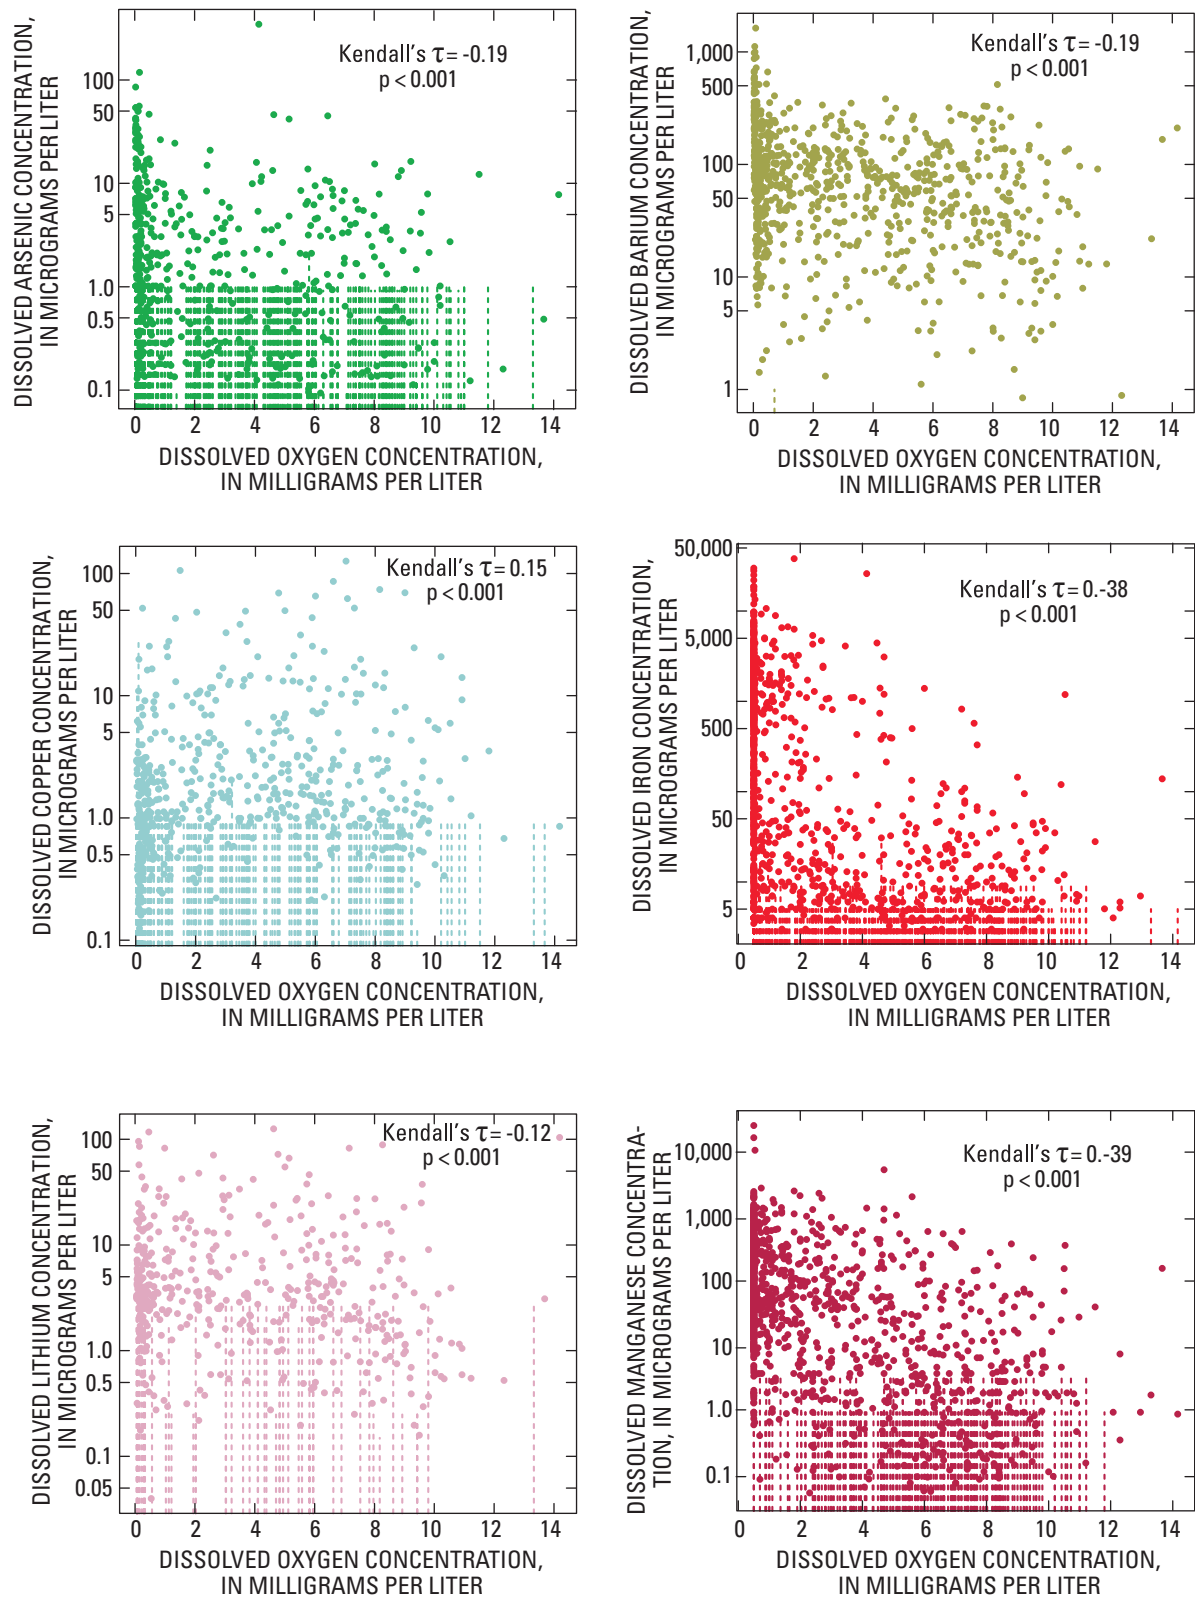 DISSOLVED ARSENIC CONCENTRATION,
IN MICROGRAMS PER LITER
100
50
10
5
1.0
0.5
0.1
Kendall's τ = -0.19
p < 0.001
0 2 4 6 8 10 12 14
DISSOLVED OXYGEN CONCENTRATION,
IN MILLIGRAMS PER LITER
DISSOLVED BARIUM CONCENTRATION,
IN MICROGRAMS PER LITER
1,000
500
100
50
10
5
1
Kendall's τ = -0.19
p < 0.001
0 2 4 6 8 10 12 14
DISSOLVED OXYGEN CONCENTRATION,
IN MILLIGRAMS PER LITER
DISSOLVED COPPER CONCENTRATION,
IN MICROGRAMS PER LITER
100
50
10
5
1.0
0.5
0.1
Kendall's τ = 0.15
p < 0.001
0 2 4 6 8 10 12 14
DISSOLVED OXYGEN CONCENTRATION,
IN MILLIGRAMS PER LITER
DISSOLVED IRON CONCENTRATION,
IN MICROGRAMS PER LITER
50,000
5,000
500
50
5
Kendall's τ = 0.-38
p < 0.001
0 2 4 6 8 10 12 14
DISSOLVED OXYGEN CONCENTRATION,
IN MILLIGRAMS PER LITER
DISSOLVED LITHIUM CONCENTRATION,
IN MICROGRAMS PER LITER
100
50
10
5
1.0
0.5
0.1
0.05
Kendall's τ = -0.12
p < 0.001
0 2 4 6 8 10 12 14
DISSOLVED OXYGEN CONCENTRATION,
IN MILLIGRAMS PER LITER
DISSOLVED MANGANESE CONCENTRA-
TION, IN MICROGRAMS PER LITER
10,000
1,000
100
10
1.0
0.1
Kendall's τ = 0.-39
p < 0.001
0 2 4 6 8 10 12 14
DISSOLVED OXYGEN CONCENTRATION,
IN MILLIGRAMS PER LITER